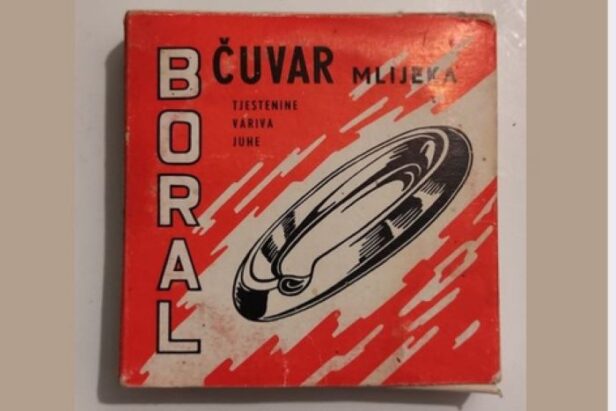 BORAL
ČUVAR MLIJEKA
TJESTENINE
VARIVA
JUHE